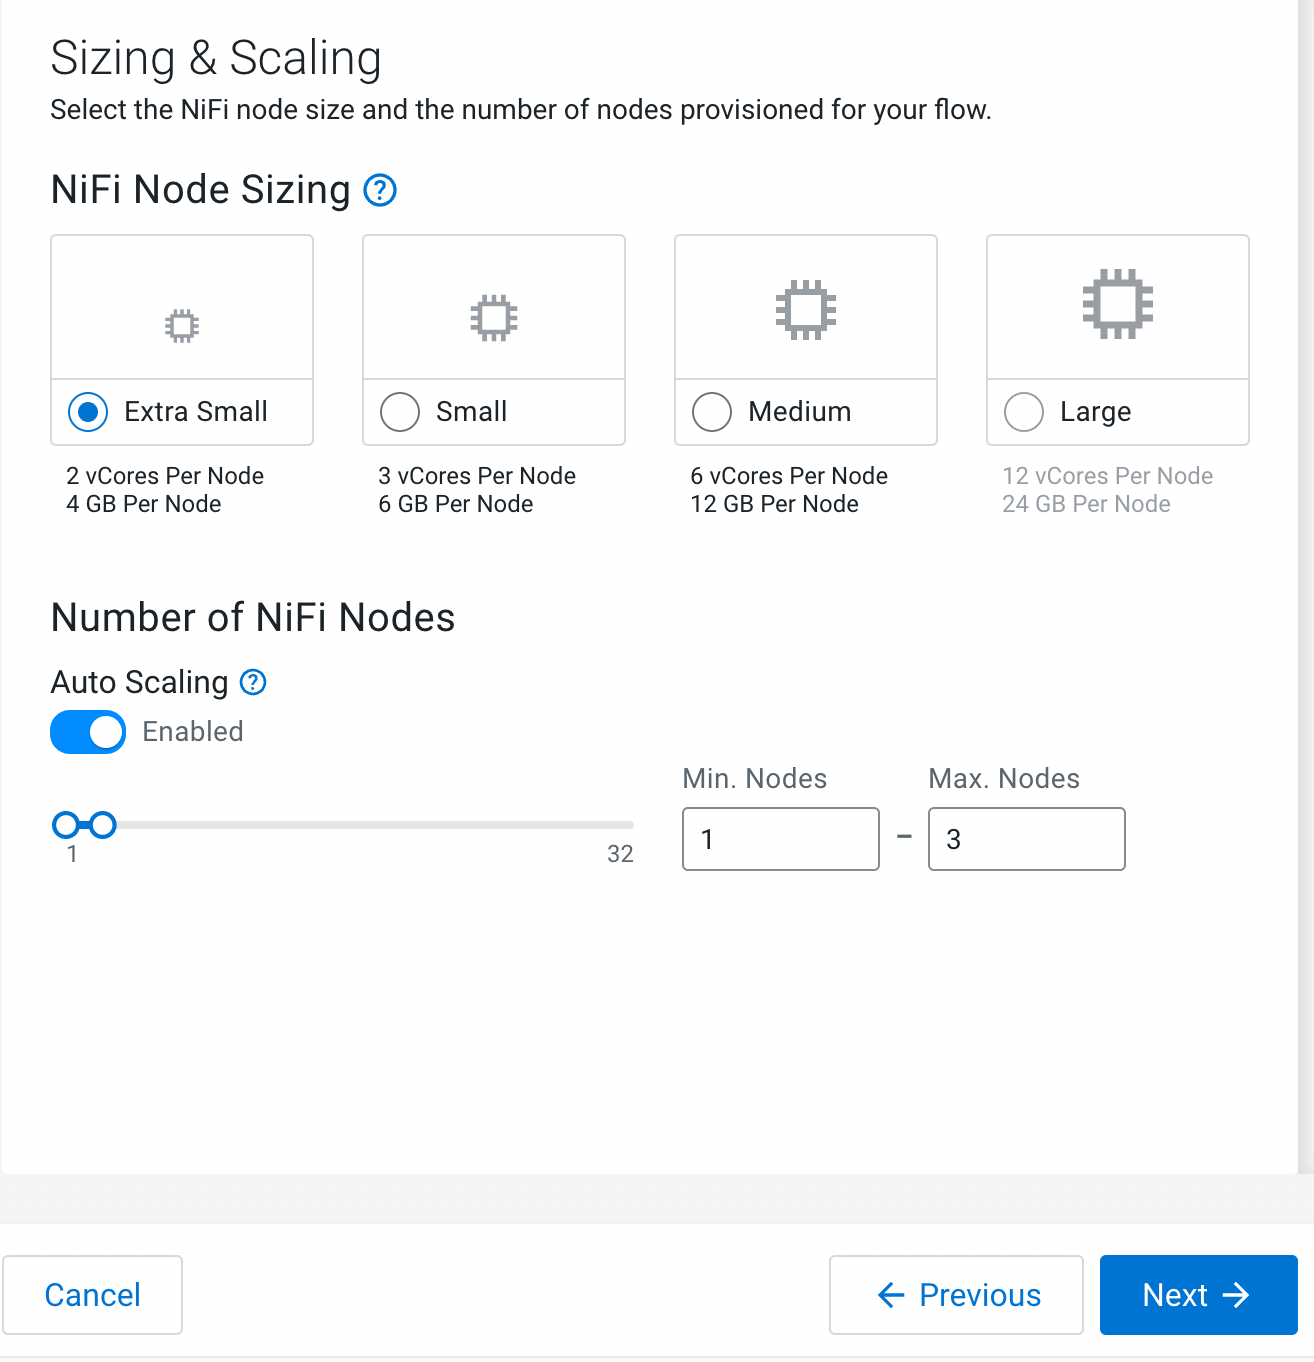 Sizing & Scaling
Select the NiFi node size and the number of nodes provisioned for your flow.
NiFi Node Sizing ?
Extra Small
Small
Medium
Large
2 vCores Per Node
4 GB Per Node
3 vCores Per Node
6 GB Per Node
6 vCores Per Node
12 GB Per Node
12 vCores Per Node
24 GB Per Node
Number of NiFi Nodes
Auto Scaling ?
Enabled
1
32
Min. Nodes
Max. Nodes
1 – 3
Cancel
← Previous
Next →